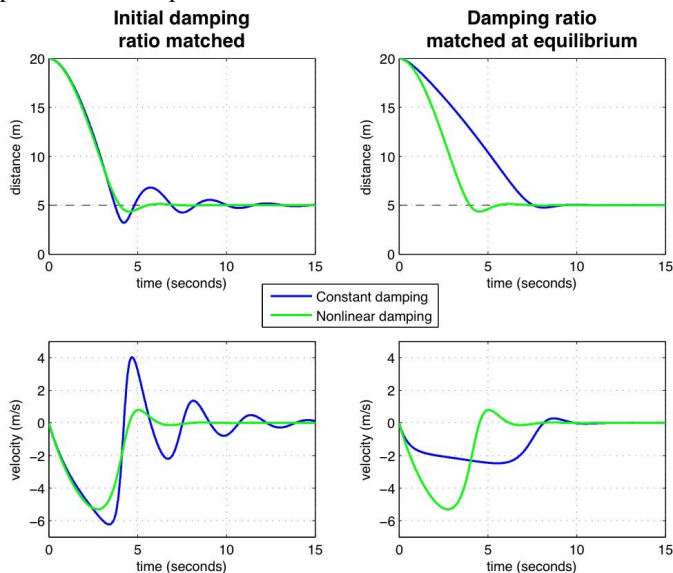 Initial damping
ratio matched
Damping ratio
matched at equilibrium
20
15
10
5
0
distance (m)
0 5 10 15
time (seconds)
20
15
10
5
0
distance (m)
0 5 10 15
time (seconds)
Constant damping
Nonlinear damping
4
2
0
−2
−4
−6
velocity (m/s)
0 5 10 15
time (seconds)
4
2
0
−2
−4
−6
velocity (m/s)
0 5 10 15
time (seconds)